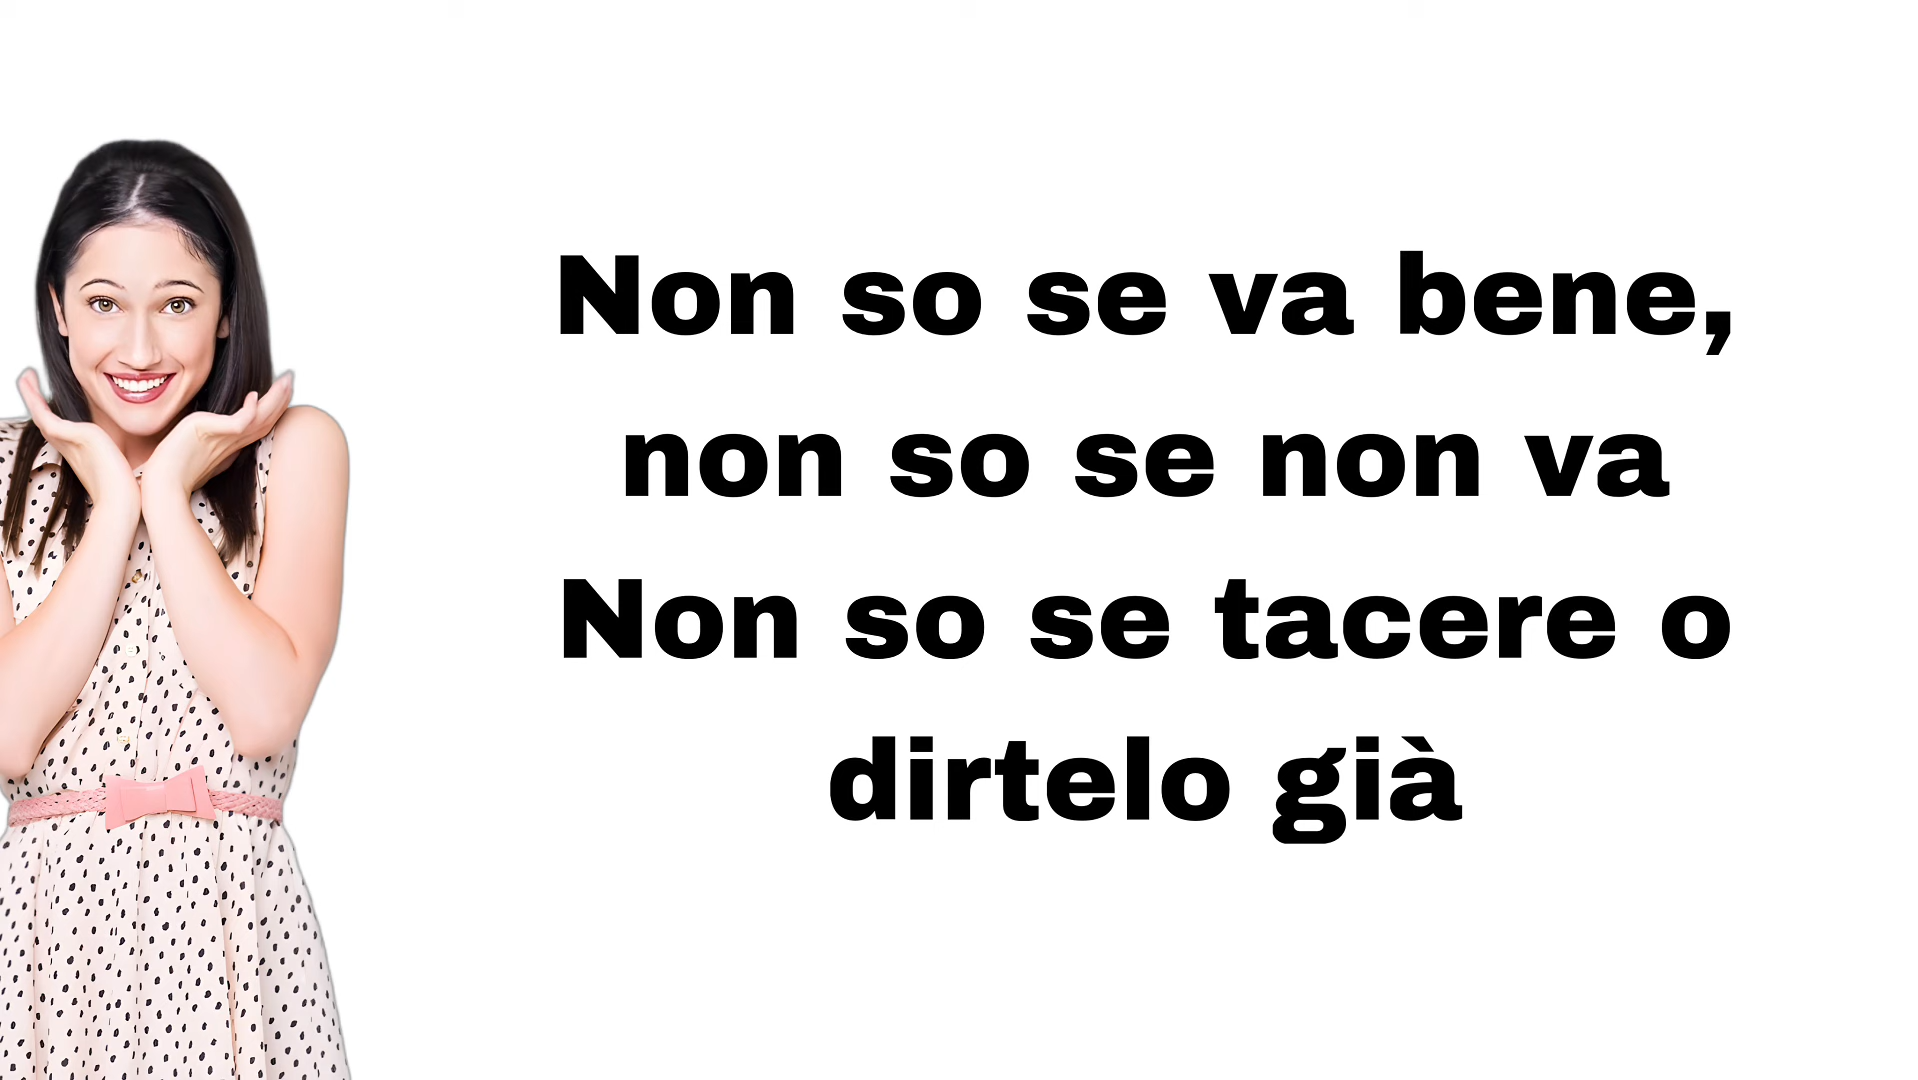 Non so se va bene,
non so se non va
Non so se tacere o
dirtelo già